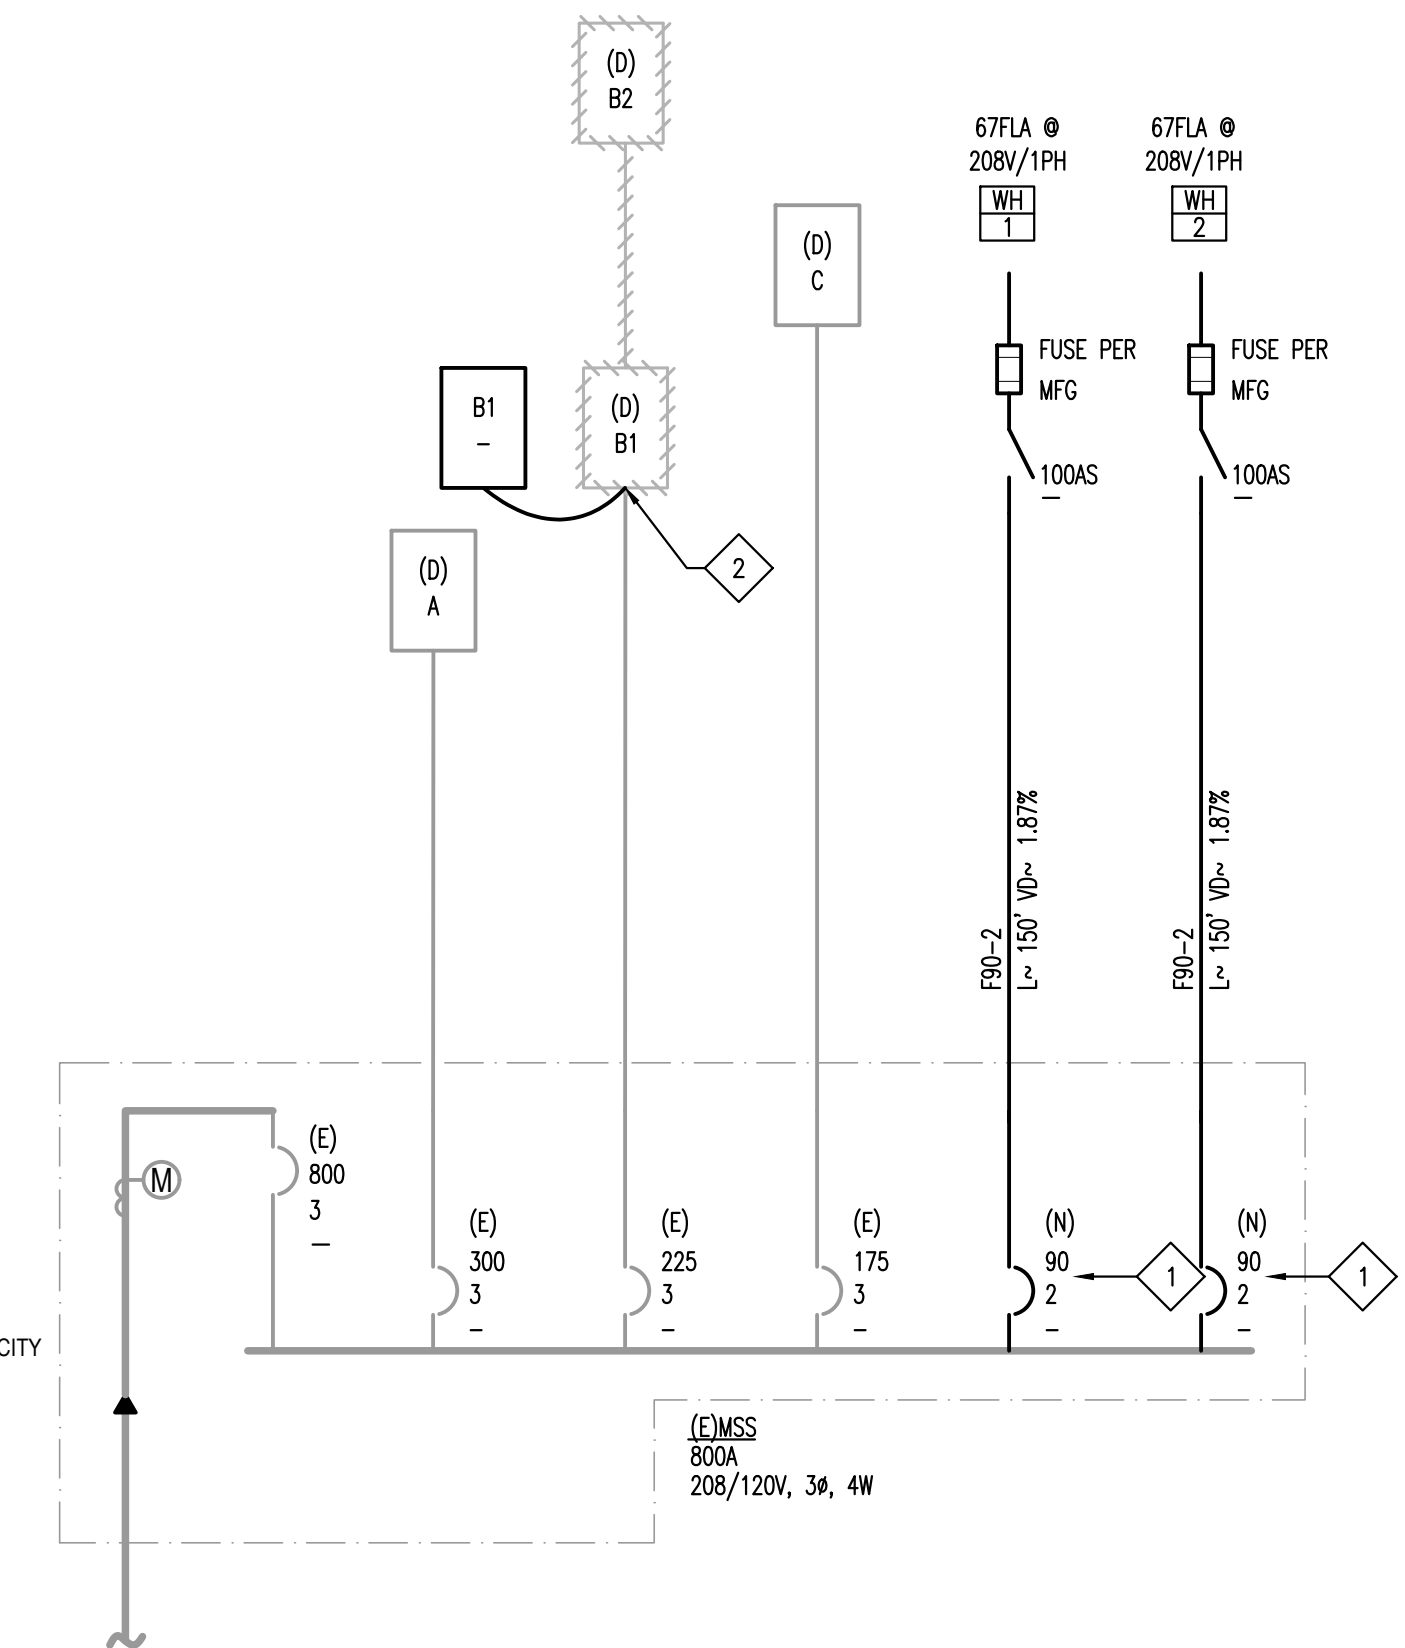 (D)
B2
67FLA @
208V/1PH
WH
1
67FLA @
208V/1PH
WH
2
(D)
C
FUSE PER
MFG
FUSE PER
MFG
B1
–
(D)
B1
100AS
–
100AS
–
(D)
A
2
F90-2
L~ 150' VD~ 1.87%
F90-2
L~ 150' VD~ 1.87%
M
(E)
800
3
–
(E)
300
3
–
(E)
225
3
–
(E)
175
3
–
(N)
90
2
–
1
(N)
90
2
–
1
CITY
(E)MSS
800A
208/120V, 3ø, 4W